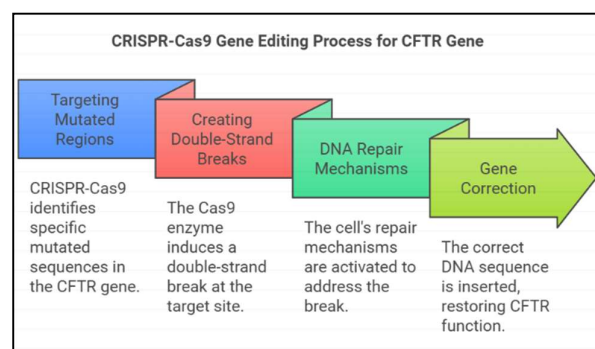 CRISPR-Cas9 Gene Editing Process for CFTR Gene
Targeting
Mutated
Regions
CRISPR-Cas9
identifies
specific
mutated
sequences in
the CFTR gene.
Creating
Double-Strand
Breaks
The Cas9
enzyme
induces a
double-strand
break at the
target site.
DNA Repair
Mechanisms
The cell's repair
mechanisms
are activated to
address the
break.
Gene
Correction
The correct
DNA sequence
is inserted,
restoring CFTR
function.